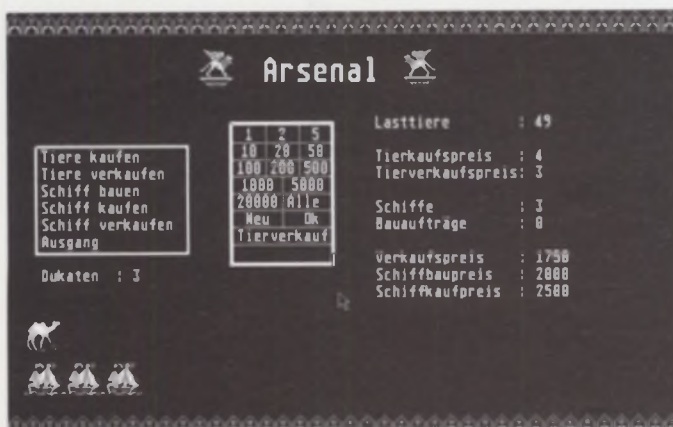 Arsenal
Tiere kaufen
Tiere verkaufen
Schiff bauen
Schiff kaufen
Schiff verkaufen
Ausgang
Dukaten : 3
1 2 5
10 20 50
100 200 500
1000 5000
20000 Alle
Neu Ok
Tierverkauf
Lasttiere : 49
Tierkaufspreis : 4
Tierverkaufspreis: 3
Schiffe : 3
Bauaufträge : 0
Verkaufspreis : 1750
Schiffbaupreis : 2000
Schiffkaufpreis : 2500